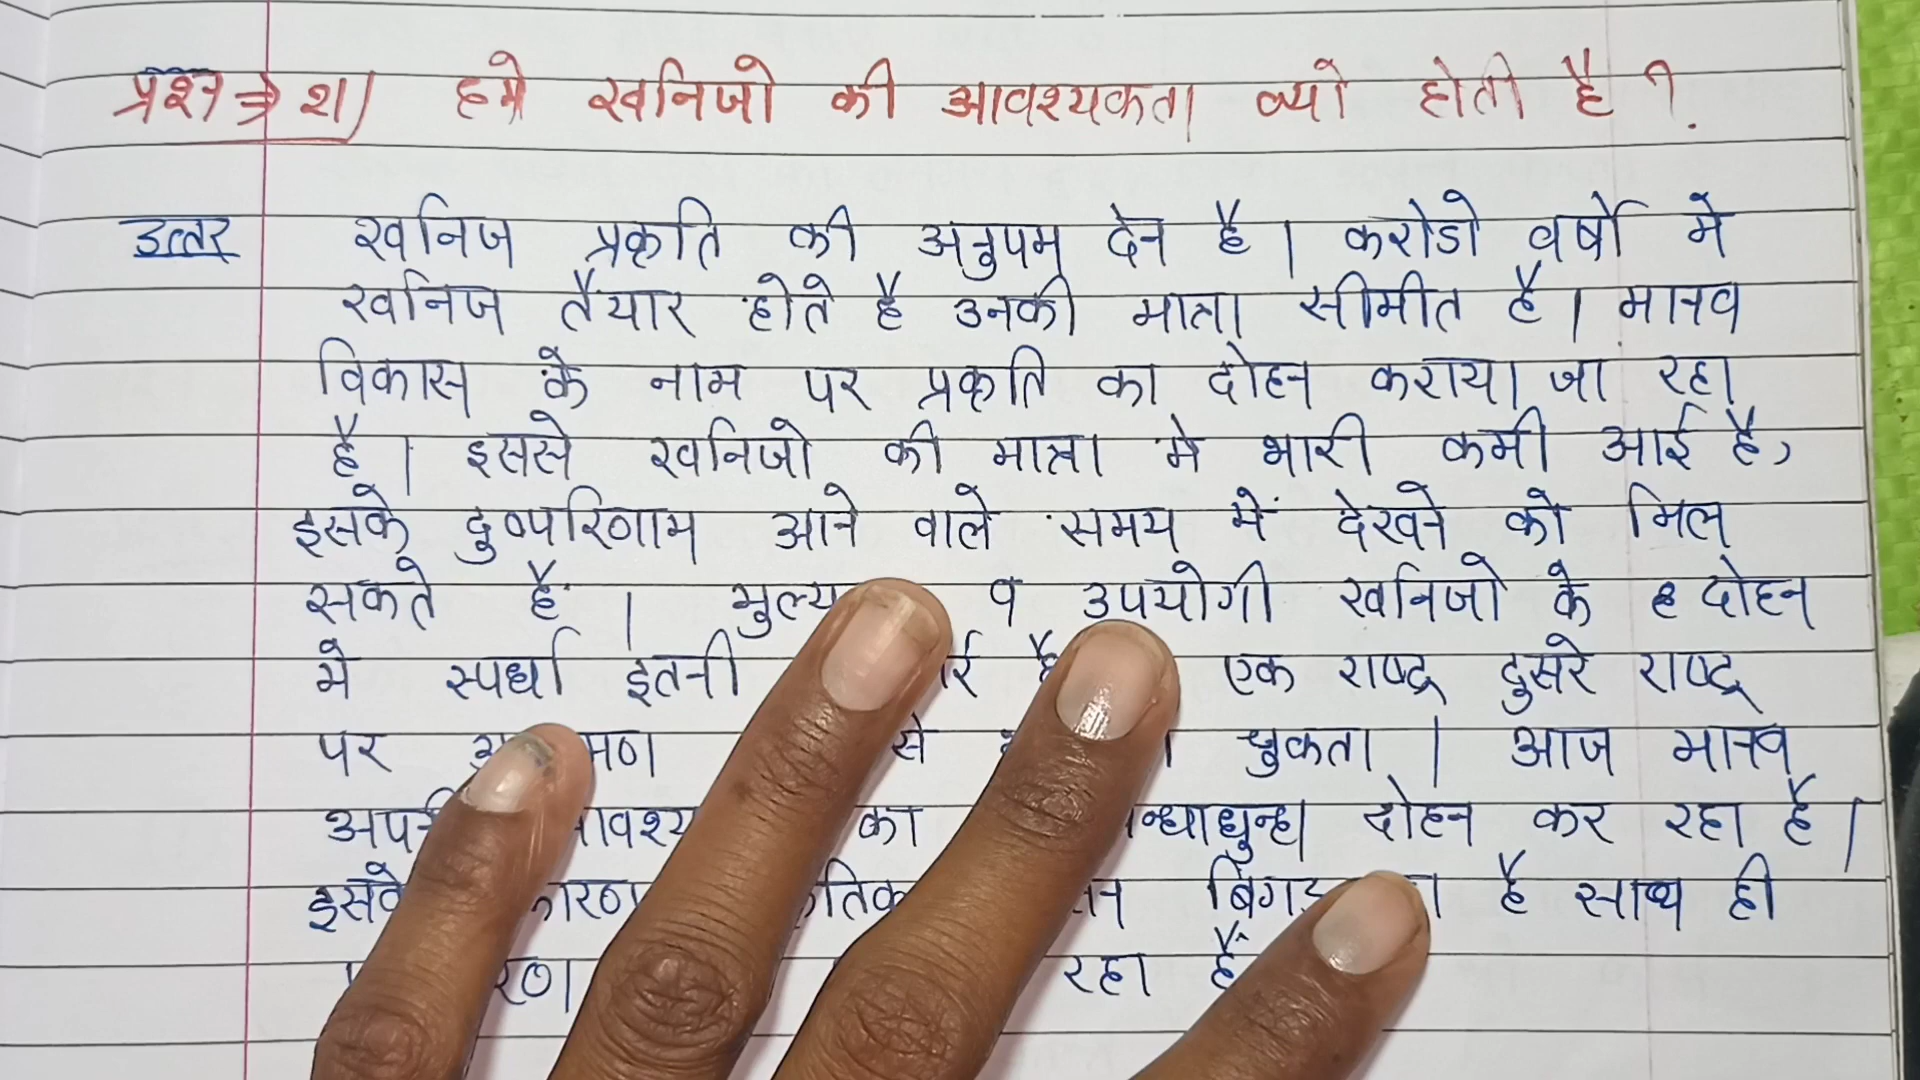 प्रश्न ⇒ श) हमे खनिजो की आवश्यकता क्यो होती है ?
उत्तर खनिज प्रकृति की अनुपम देन है। करोडो वर्षो मे
खनिज तैयार होते है उनकी मात्रा सीमीत है। मानव
विकास के नाम पर प्रकृति का दोहन कराया जा रहा
है। इससे खनिजो की मात्रा मे भारी कमी आई है,
इसके दुष्परिणाम आने वाले समय में देखने को मिल
सकते है। व उपयोगी खनिजो के दोहन
मे स्पर्धा इतनी एक राष्ट्र दुसरे राष्ट्र
पर से चुकता। आज मानव
का दोहन कर रहा है।
है साथ ही
रहा हैं